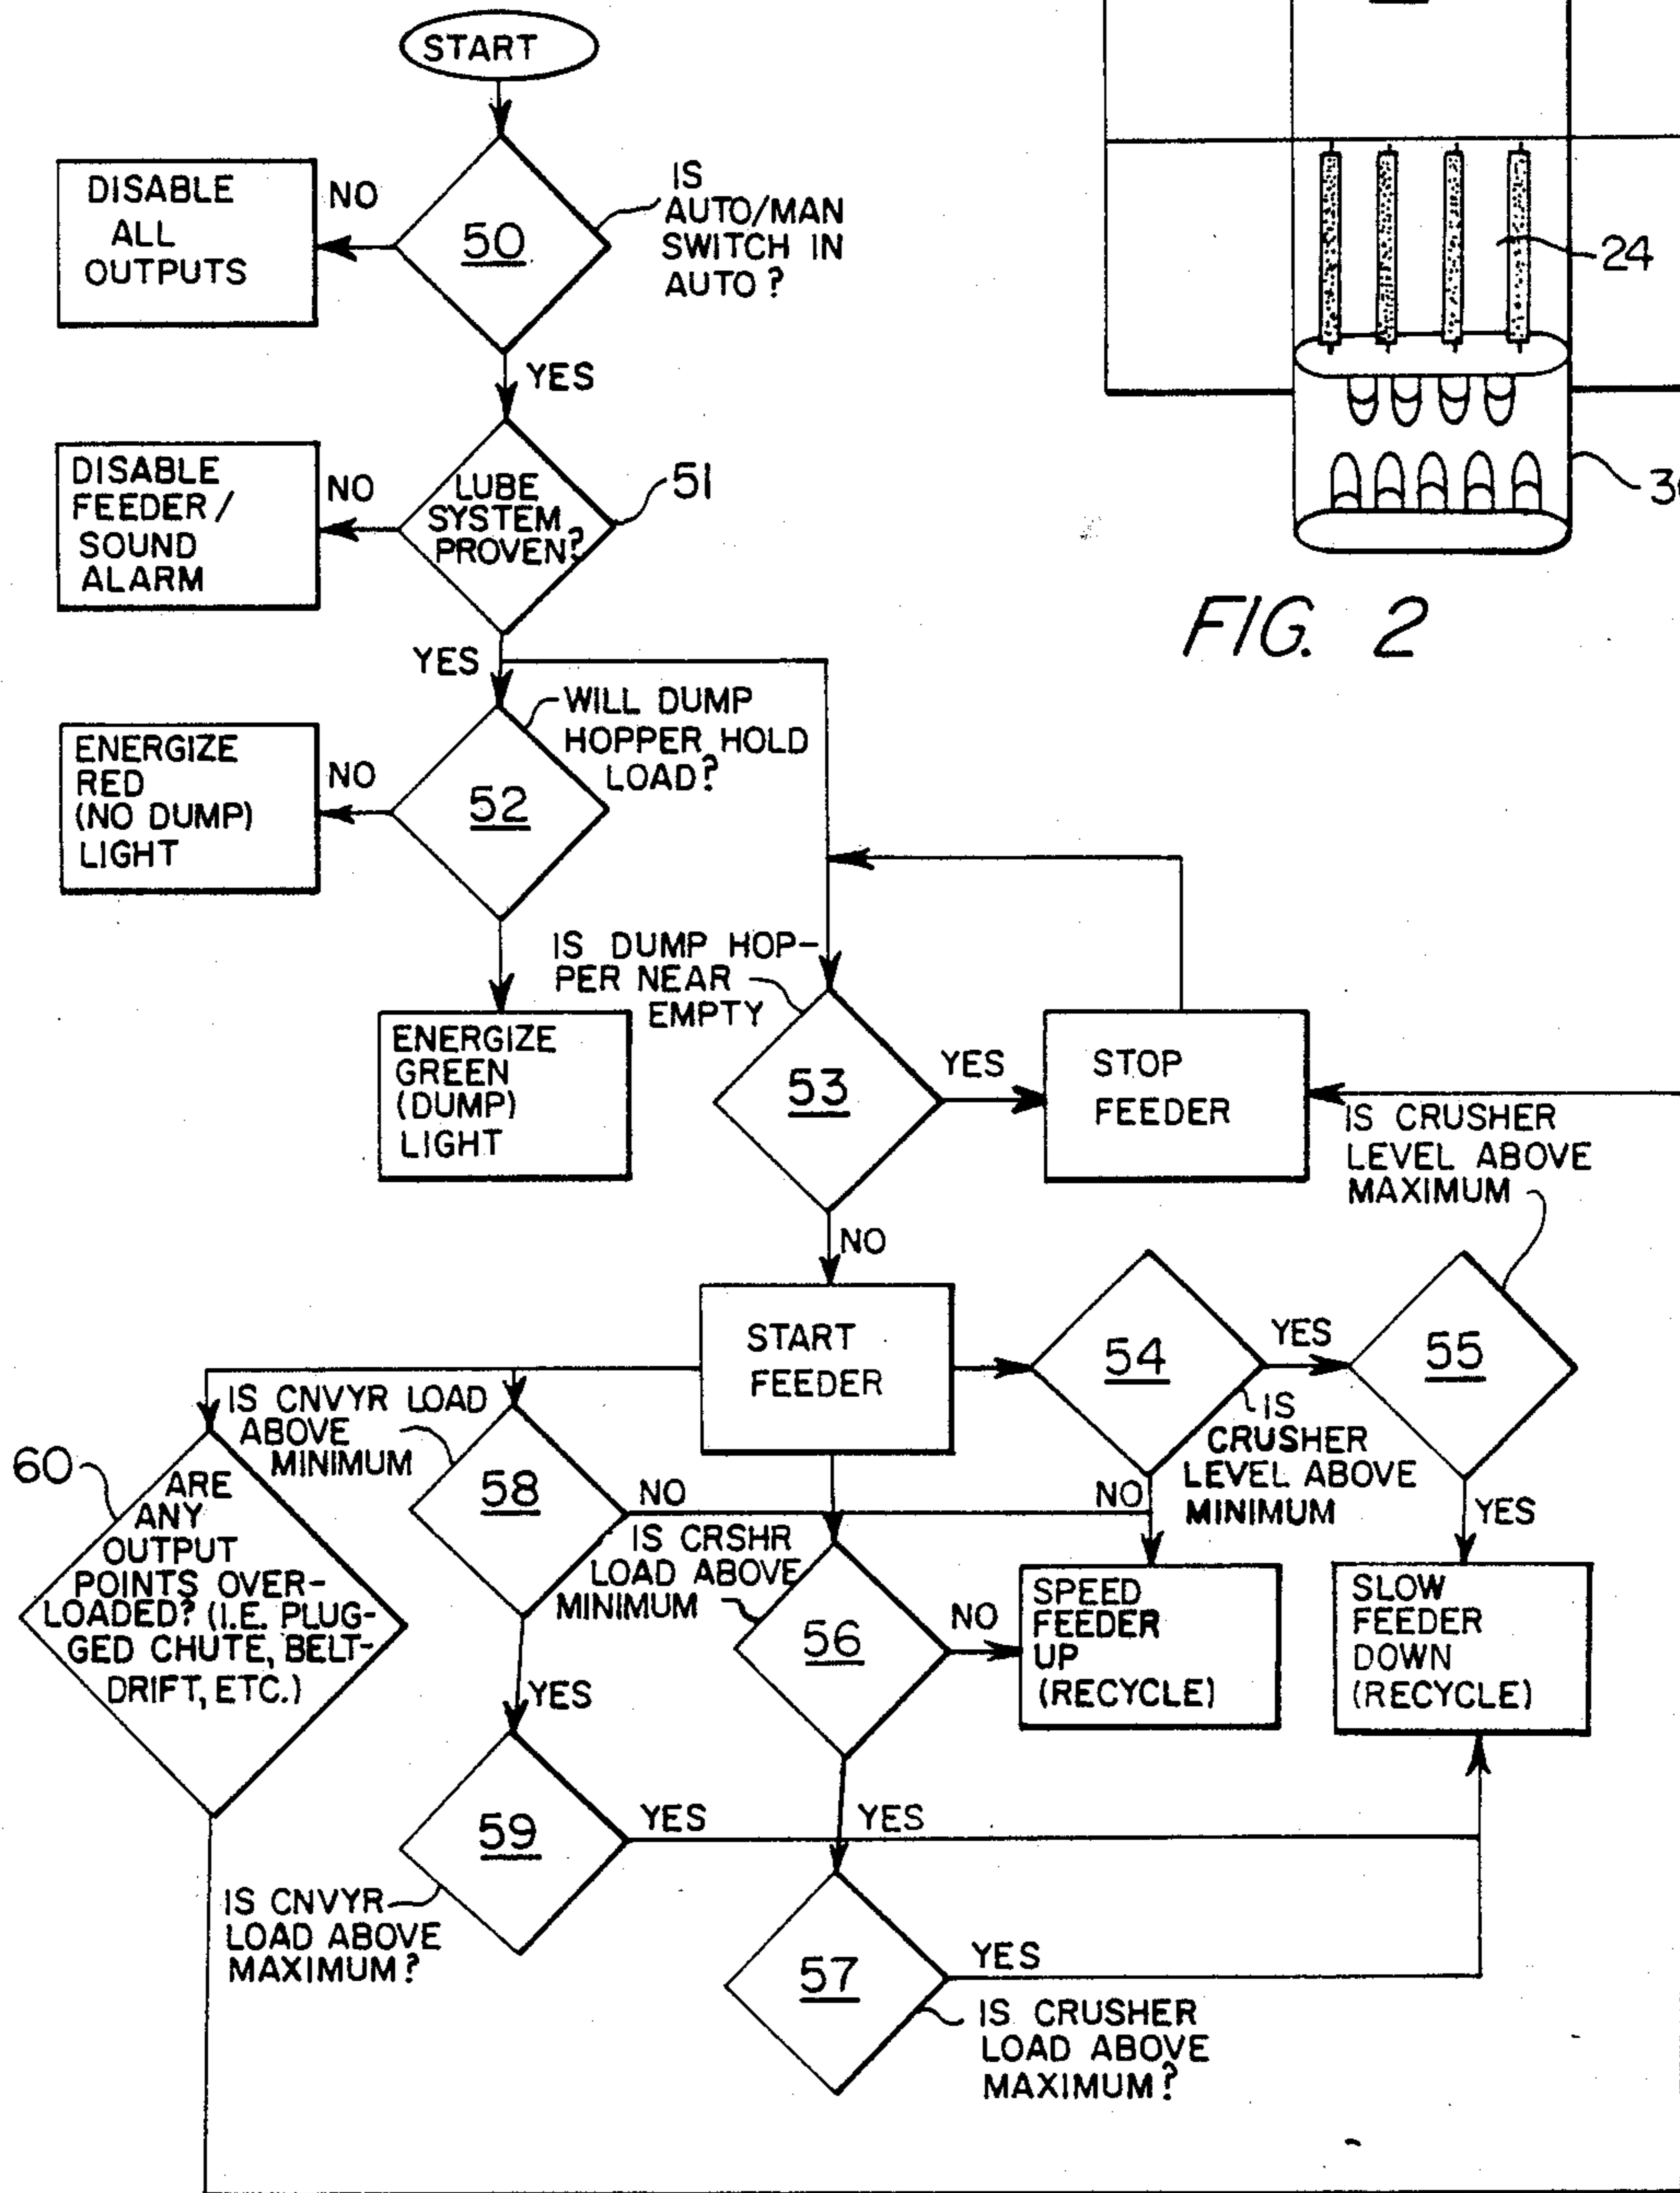 START
DISABLE
ALL
OUTPUTS
NO
50
IS
AUTO/MAN
SWITCH IN
AUTO?
YES
24
DISABLE
FEEDER/
SOUND
ALARM
NO
LUBE
SYSTEM
PROVEN?
51
FIG. 2
YES
WILL DUMP
HOPPER HOLD
LOAD?
ENERGIZE
RED
(NO DUMP)
LIGHT
NO
52
ENERGIZE
GREEN
(DUMP)
LIGHT
IS DUMP HOP-
PER NEAR
EMPTY
53
YES
STOP
FEEDER
IS CRUSHER
LEVEL ABOVE
MAXIMUM
NO
START
FEEDER
54
YES
55
IS
CRUSHER
LEVEL ABOVE
MINIMUM
NO
YES
IS CNVYR LOAD
ABOVE
MINIMUM
58
NO
60
ARE
ANY
OUTPUT
POINTS OVER-
LOADED? (I.E. PLUG-
GED CHUTE, BELT-
DRIFT, ETC.)
IS CRSHR
LOAD ABOVE
MINIMUM
56
NO
SPEED
FEEDER
UP
(RECYCLE)
SLOW
FEEDER
DOWN
(RECYCLE)
YES
59
YES
YES
IS CNVYR
LOAD ABOVE
MAXIMUM?
57
YES
IS CRUSHER
LOAD ABOVE
MAXIMUM?